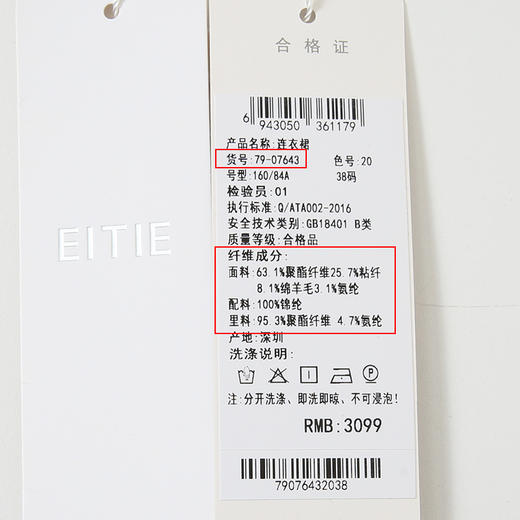 EITIE
合格证
6 943050 361179
产品名称:连衣裙
货号:79-07643 色号:20
号型:160/84A 38码
检验员:01
执行标准:Q/ATA002-2016
安全技术类别:GB18401 B类
质量等级:合格品
纤维成分:
面料:63.1%聚酯纤维25.7%粘纤
8.1%绵羊毛3.1%氨纶
配料:100%锦纶
里料:95.3%聚酯纤维 4.7%氨纶
产地:深圳
洗涤说明:
注:分开洗涤、即洗即晾、不可浸泡!
RMB:3099
79076432038